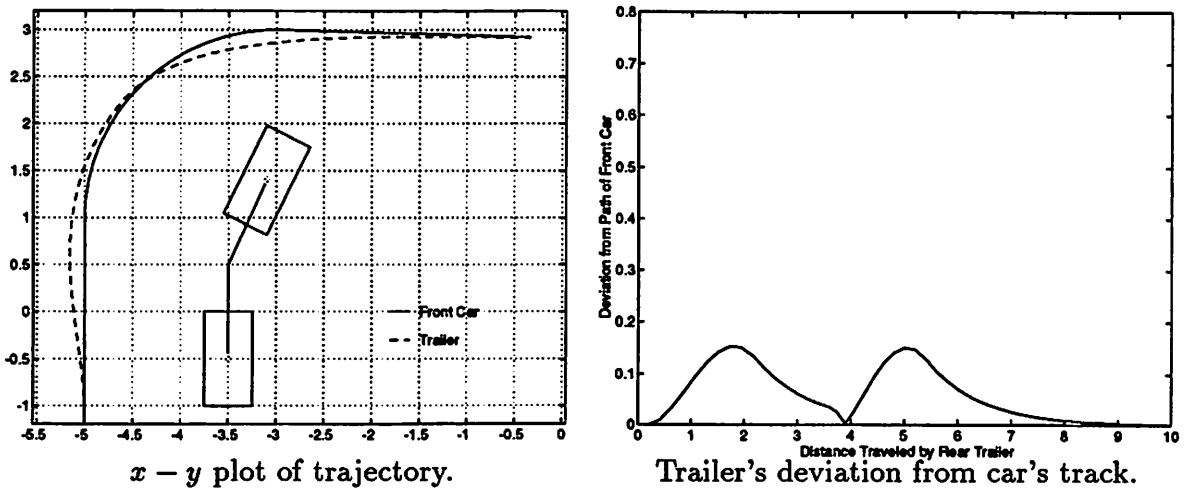 3
2.5
2
1.5
1
0.5
0
-0.5
-1
-5.5 -5 -4.5 -4 -3.5 -3 -2.5 -2 -1.5 -1 -0.5 0
Front Car
Trailer
x − y plot of trajectory.
0.8
0.7
0.6
0.5
0.4
0.3
0.2
0.1
0
0 1 2 3 4 5 6 7 8 9 10
Deviation from Path of Front Car
Distance Traveled by Rear Trailer
Trailer's deviation from car's track.